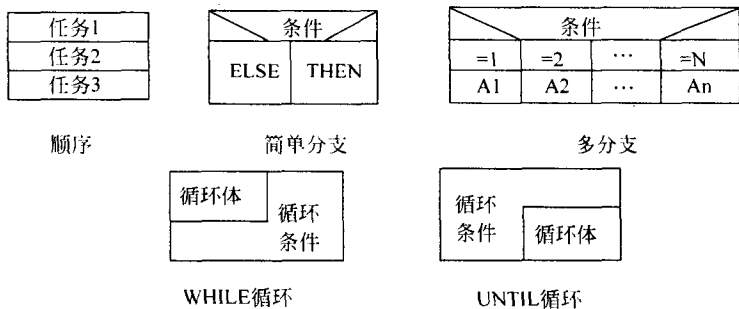 任务1
任务2
任务3
顺序
条件
ELSE THEN
简单分支
条件
=1 =2 … =N
A1 A2 … An
多分支
循环体
循环
条件
WHILE循环
循环
条件
循环体
UNTIL循环